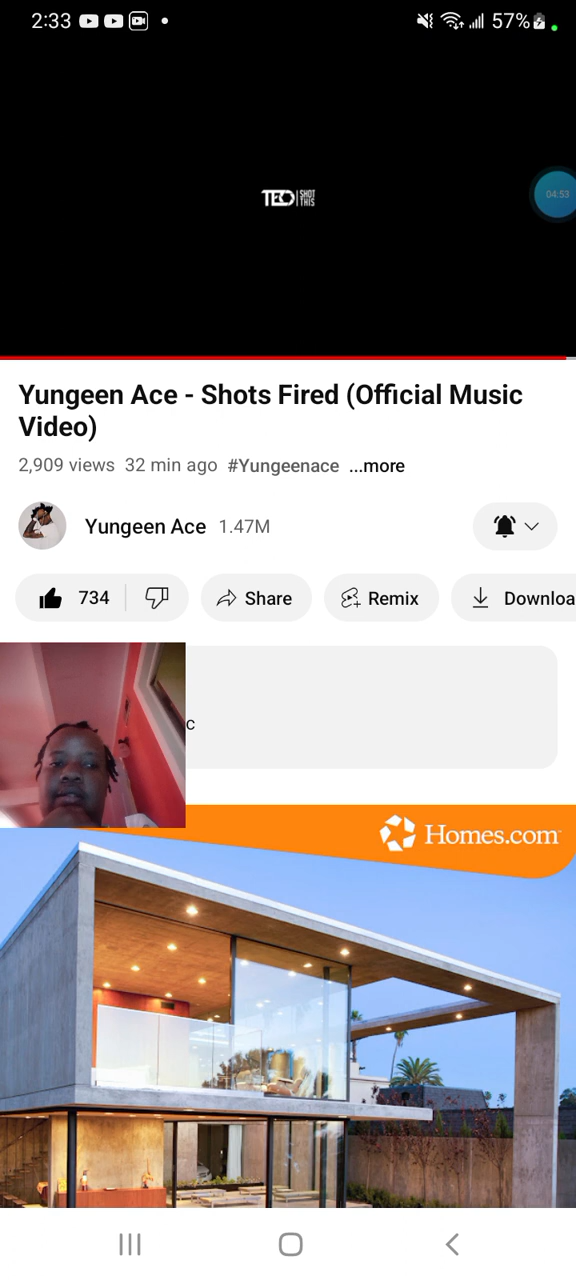 2:33 57%
04:53
TEC SHOT THIS
Yungeen Ace - Shots Fired (Official Music
Video)
2,909 views 32 min ago #Yungeenace ...more
Yungeen Ace 1.47M
734 Share Remix Downloa
c
Homes.com